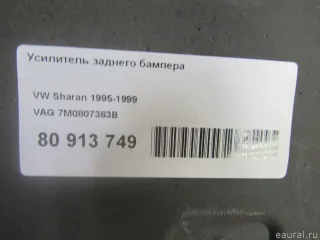 Усилитель заднего бампера
VW Sharan 1995-1999
VAG 7M0807363B
80 913 749
eaural.ru